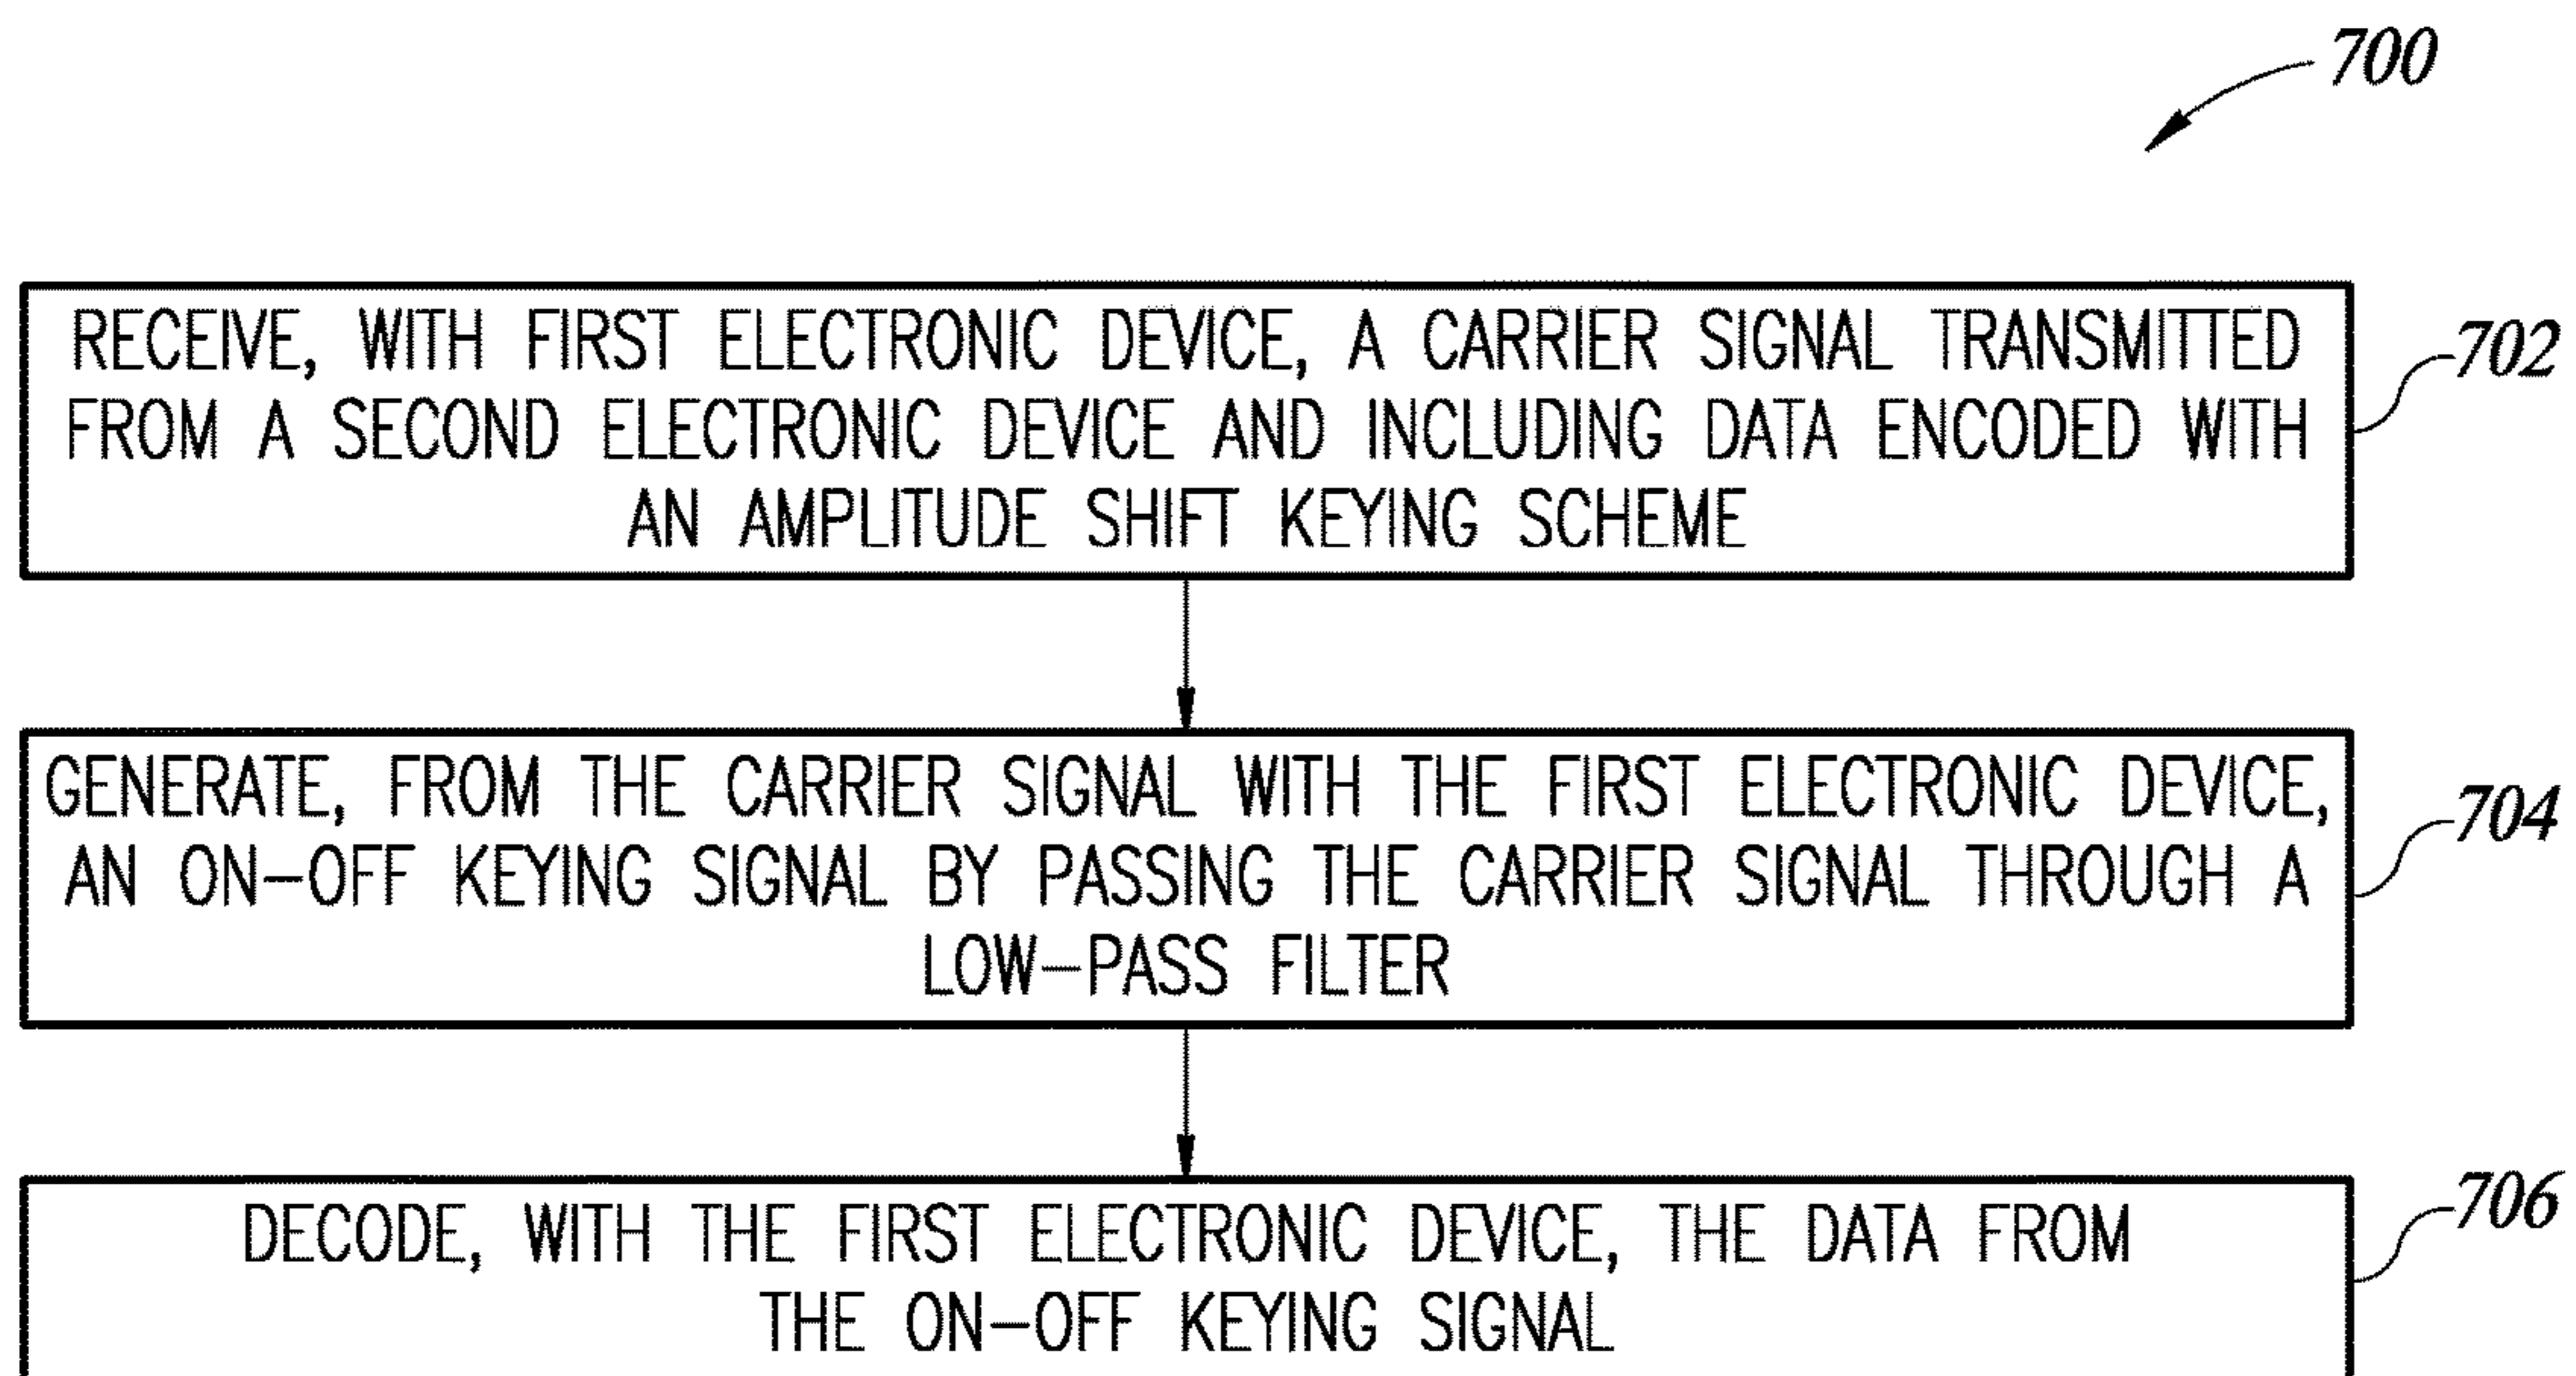 700
RECEIVE, WITH FIRST ELECTRONIC DEVICE, A CARRIER SIGNAL TRANSMITTED
FROM A SECOND ELECTRONIC DEVICE AND INCLUDING DATA ENCODED WITH
AN AMPLITUDE SHIFT KEYING SCHEME
702
GENERATE, FROM THE CARRIER SIGNAL WITH THE FIRST ELECTRONIC DEVICE,
AN ON-OFF KEYING SIGNAL BY PASSING THE CARRIER SIGNAL THROUGH A
LOW-PASS FILTER
704
DECODE, WITH THE FIRST ELECTRONIC DEVICE, THE DATA FROM
THE ON-OFF KEYING SIGNAL
706